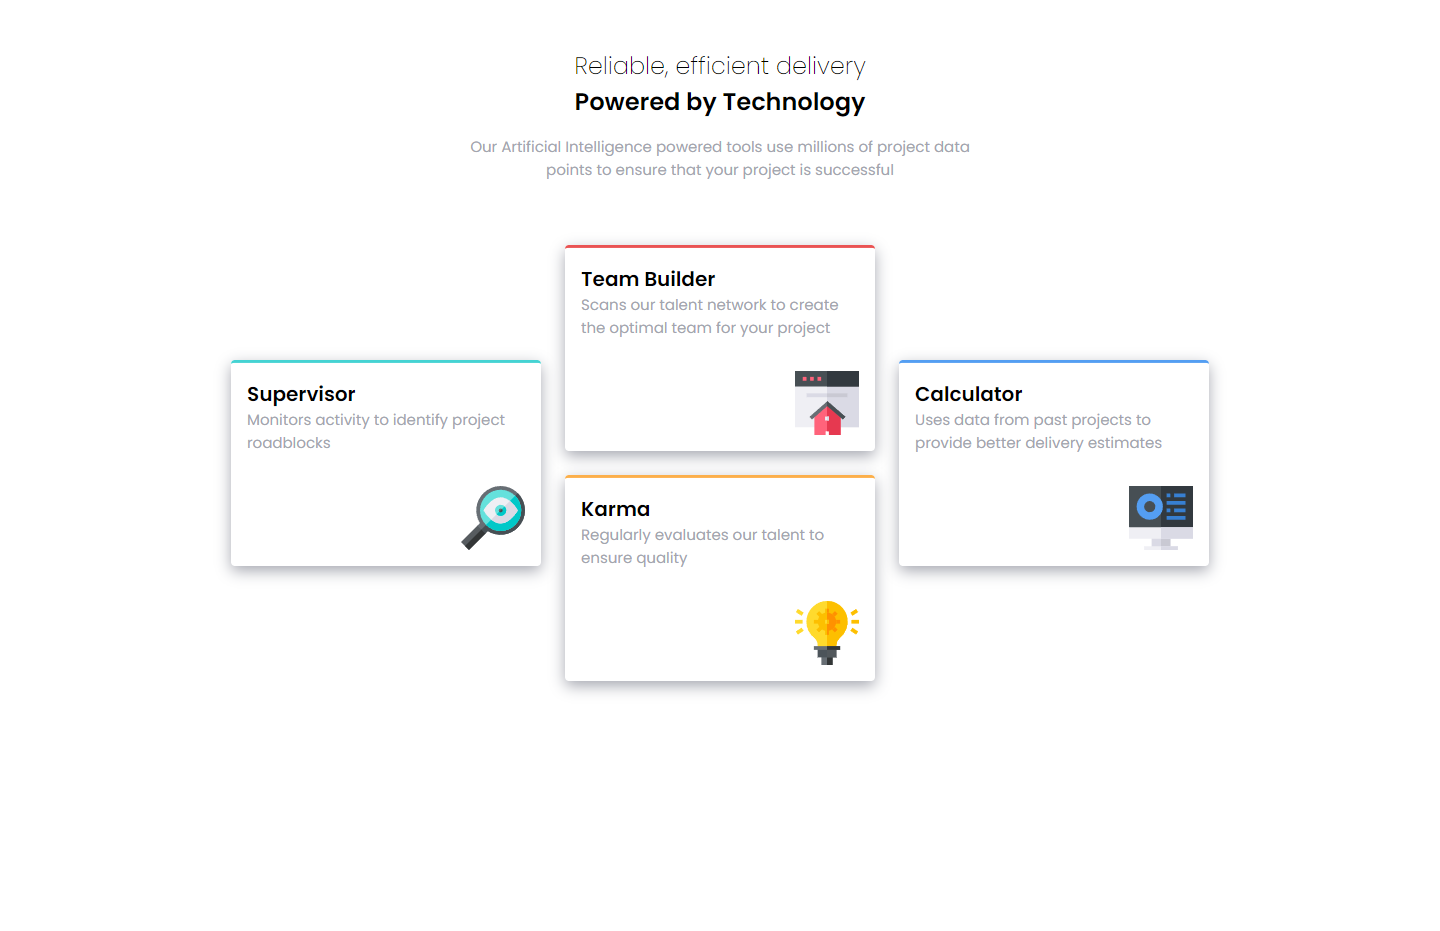 Reliable, efficient delivery
Powered by Technology
Our Artificial Intelligence powered tools use millions of project data
points to ensure that your project is successful
Supervisor
Monitors activity to identify project
roadblocks
Team Builder
Scans our talent network to create
the optimal team for your project
Karma
Regularly evaluates our talent to
ensure quality
Calculator
Uses data from past projects to
provide better delivery estimates